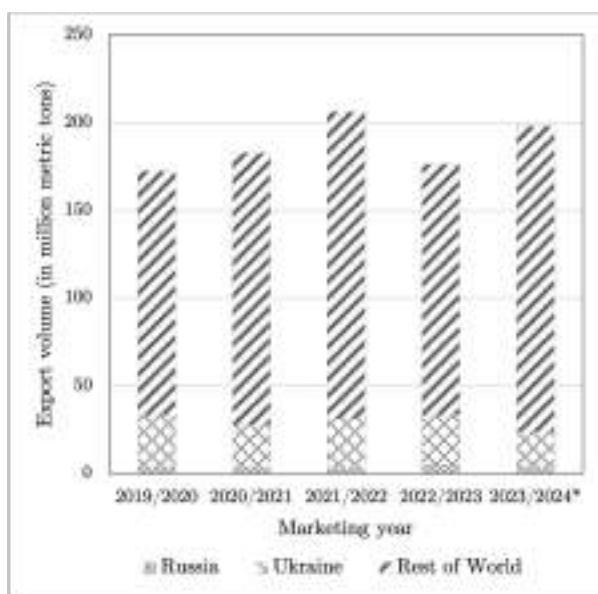 250
200
150
100
50
0
Export volume (in million metric tons)
2019/2020 2020/2021 2021/2022 2022/2023 2023/2024*
Marketing year
Russia Ukraine Rest of World